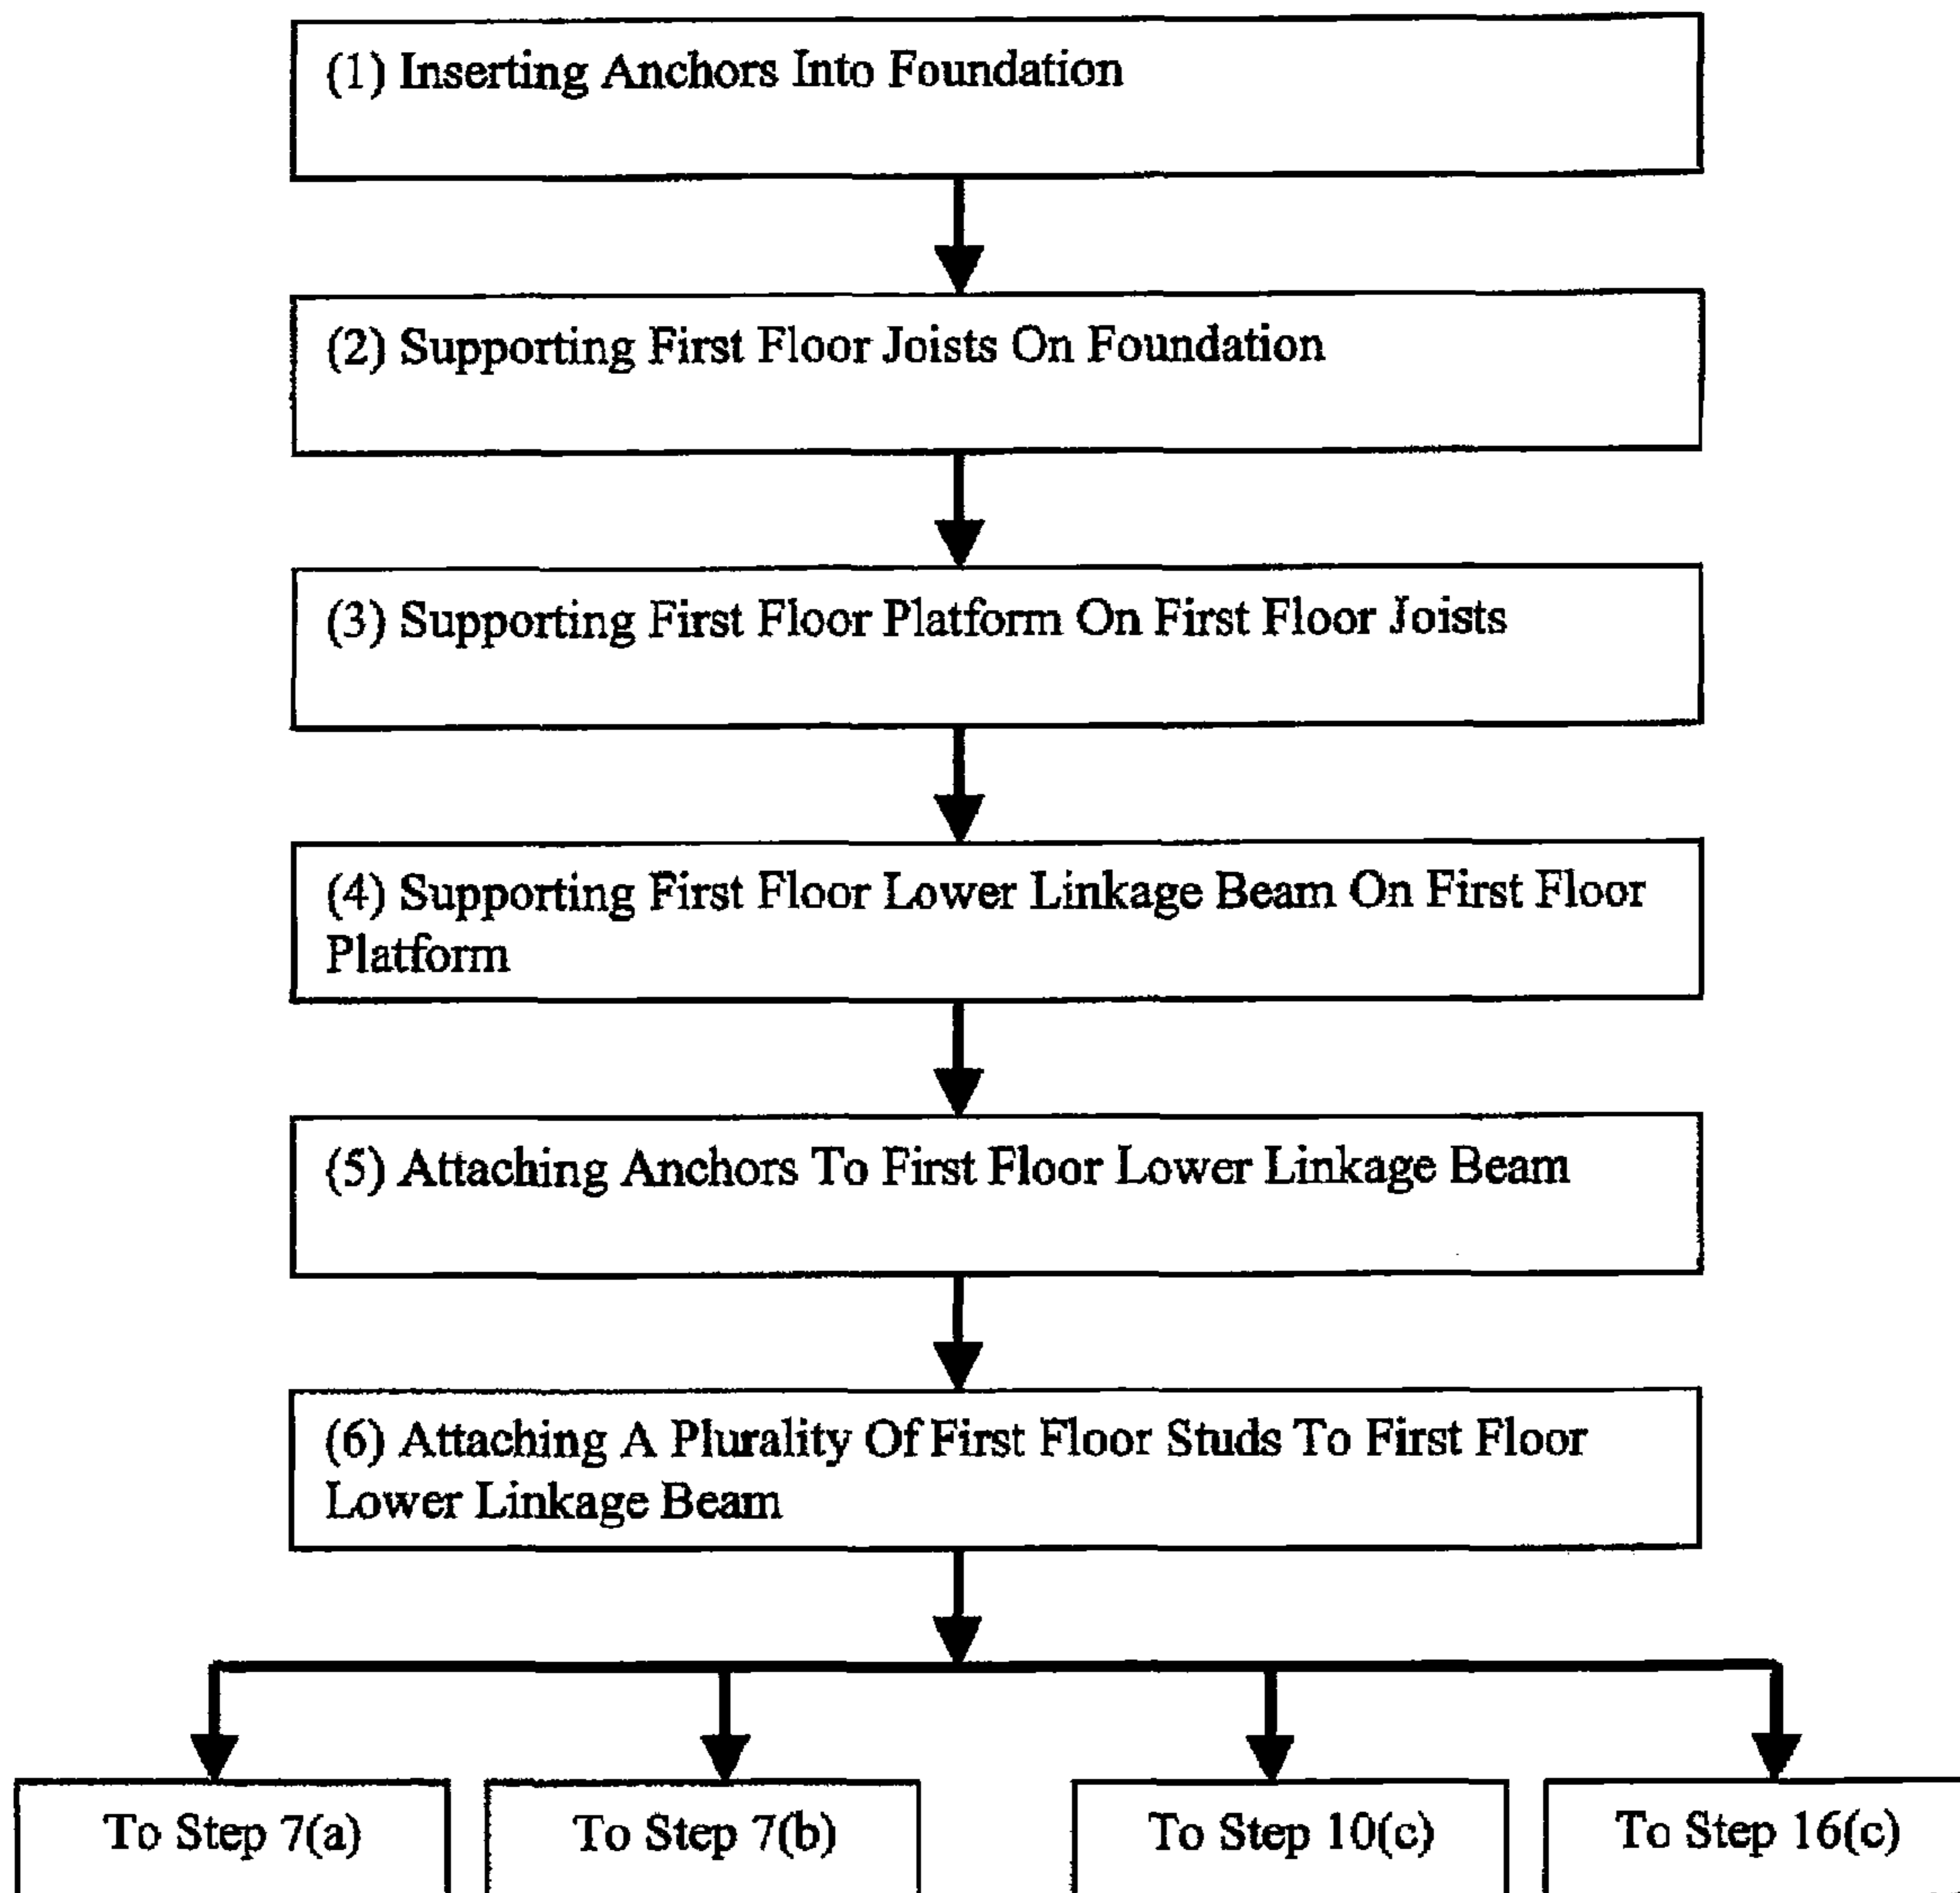 (1) Inserting Anchors Into Foundation
(2) Supporting First Floor Joists On Foundation
(3) Supporting First Floor Platform On First Floor Joists
(4) Supporting First Floor Lower Linkage Beam On First Floor
Platform
(5) Attaching Anchors To First Floor Lower Linkage Beam
(6) Attaching A Plurality Of First Floor Studs To First Floor
Lower Linkage Beam
To Step 7(a)
To Step 7(b)
To Step 10(c)
To Step 16(c)